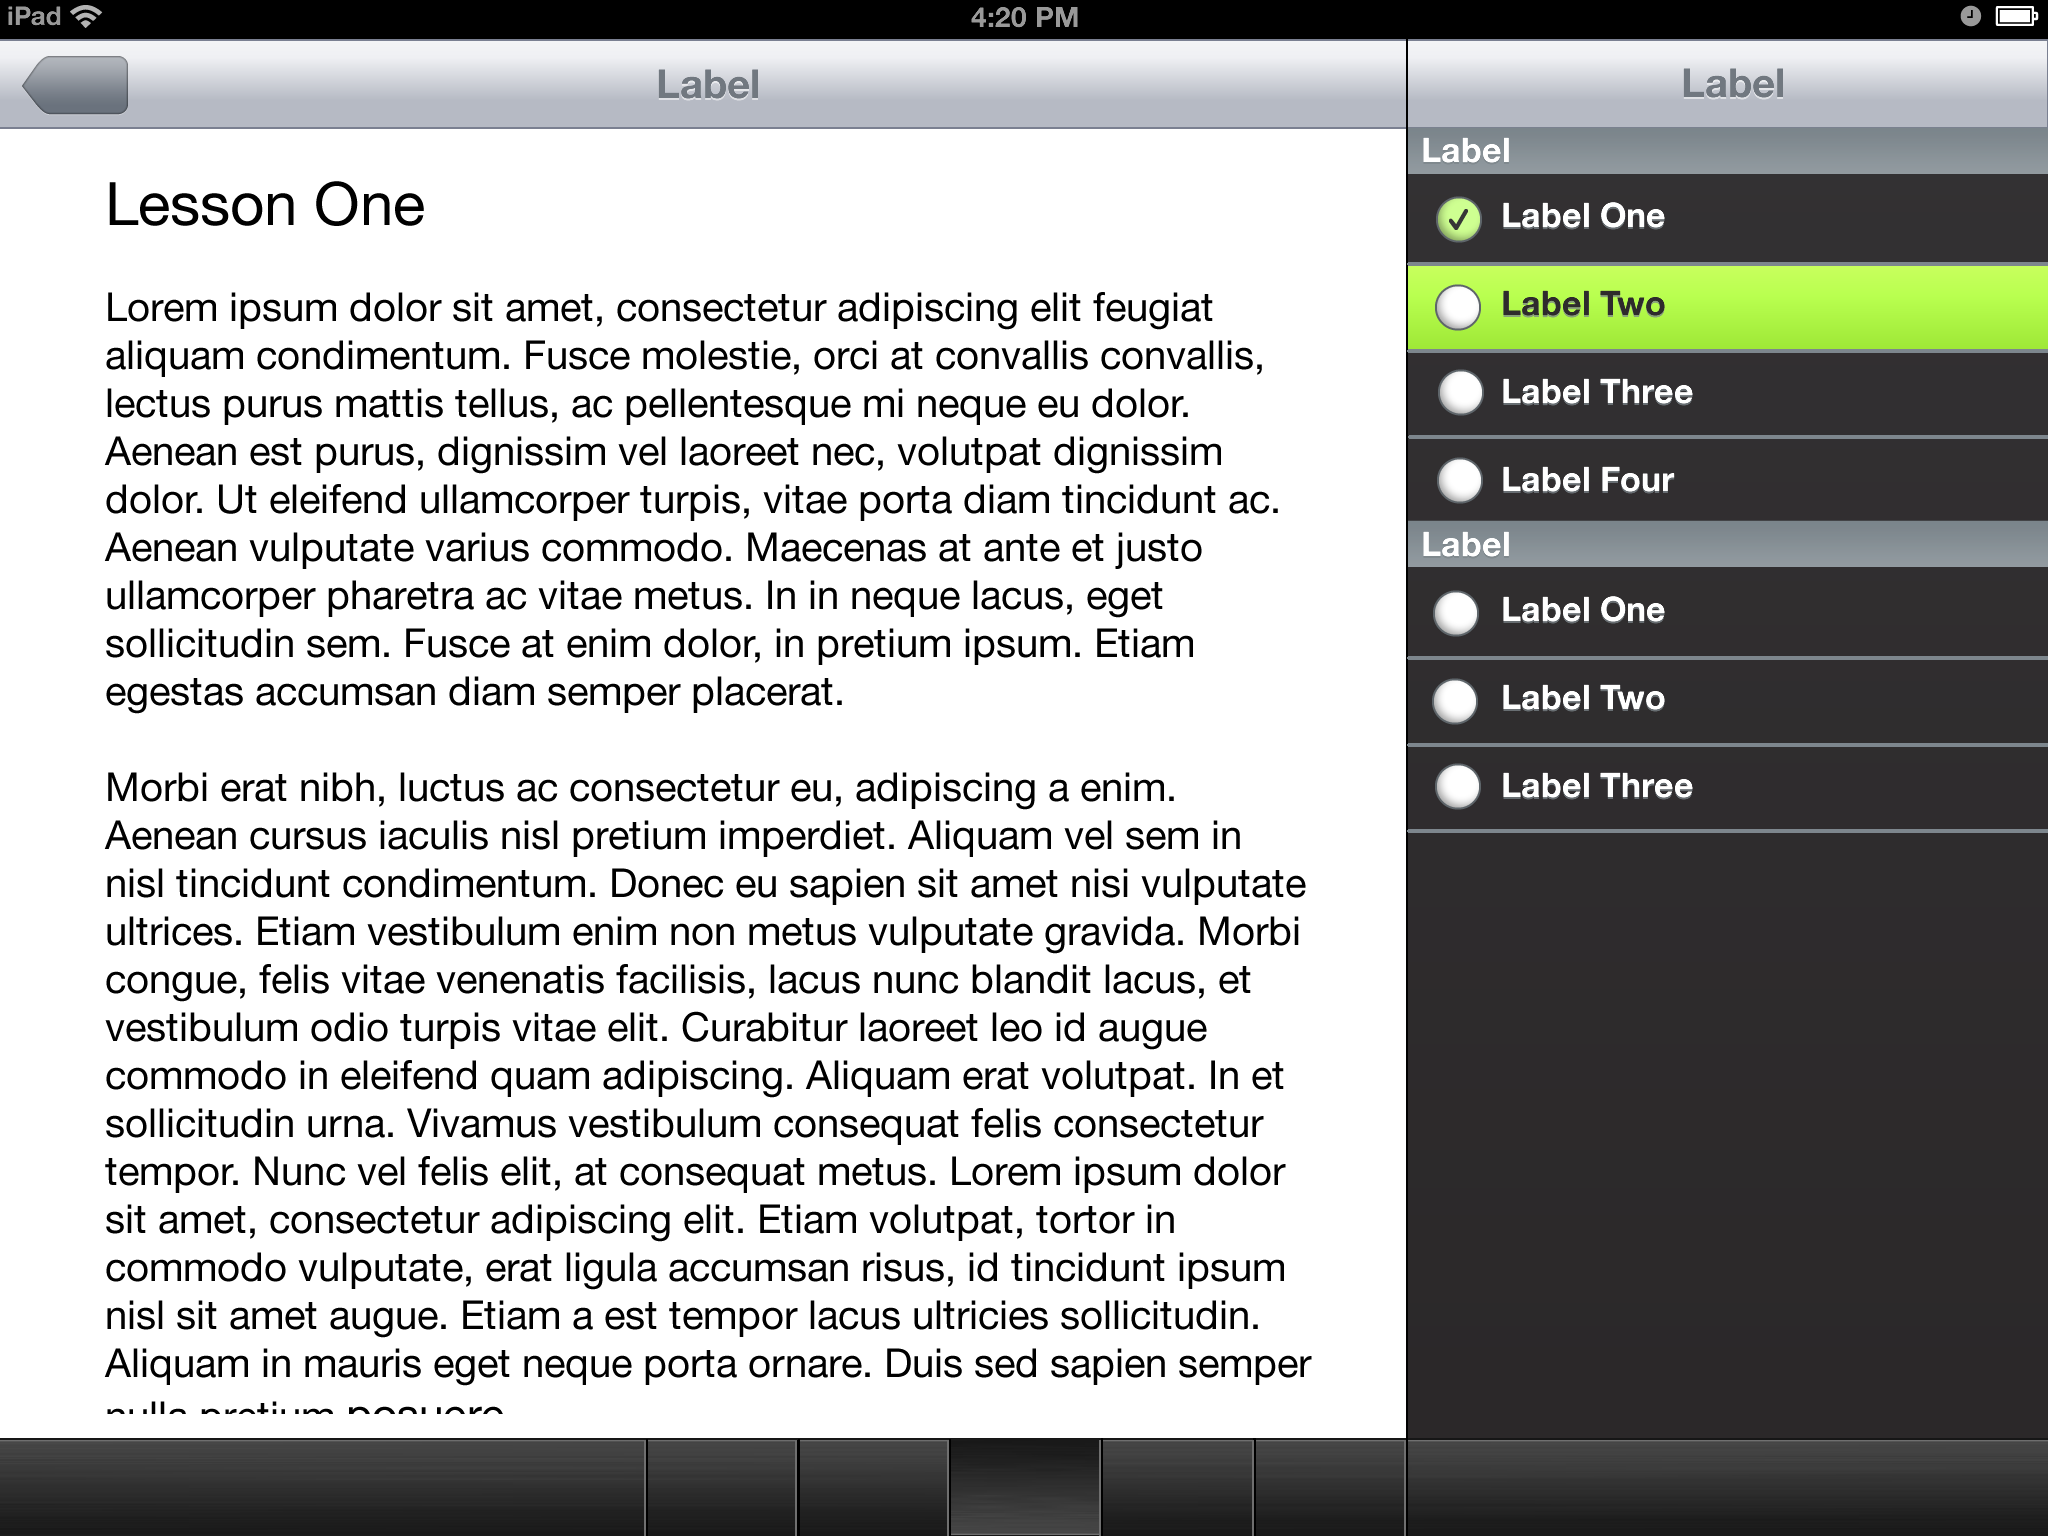 iPad
4:20 PM
Label
Lesson One
Lorem ipsum dolor sit amet, consectetur adipiscing elit feugiat
aliquam condimentum. Fusce molestie, orci at convallis convallis,
lectus purus mattis tellus, ac pellentesque mi neque eu dolor.
Aenean est purus, dignissim vel laoreet nec, volutpat dignissim
dolor. Ut eleifend ullamcorper turpis, vitae porta diam tincidunt ac.
Aenean vulputate varius commodo. Maecenas at ante et justo
ullamcorper pharetra ac vitae metus. In in neque lacus, eget
sollicitudin sem. Fusce at enim dolor, in pretium ipsum. Etiam
egestas accumsan diam semper placerat.
Morbi erat nibh, luctus ac consectetur eu, adipiscing a enim.
Aenean cursus iaculis nisl pretium imperdiet. Aliquam vel sem in
nisl tincidunt condimentum. Donec eu sapien sit amet nisi vulputate
ultrices. Etiam vestibulum enim non metus vulputate gravida. Morbi
congue, felis vitae venenatis facilisis, lacus nunc blandit lacus, et
vestibulum odio turpis vitae elit. Curabitur laoreet leo id augue
commodo in eleifend quam adipiscing. Aliquam erat volutpat. In et
sollicitudin urna. Vivamus vestibulum consequat felis consectetur
tempor. Nunc vel felis elit, at consequat metus. Lorem ipsum dolor
sit amet, consectetur adipiscing elit. Etiam volutpat, tortor in
commodo vulputate, erat ligula accumsan risus, id tincidunt ipsum
nisl sit amet augue. Etiam a est tempor lacus ultricies sollicitudin.
Aliquam in mauris eget neque porta ornare. Duis sed sapien semper
nulla pretium posuere
Label
Label
Label One
Label Two
Label Three
Label Four
Label
Label One
Label Two
Label Three